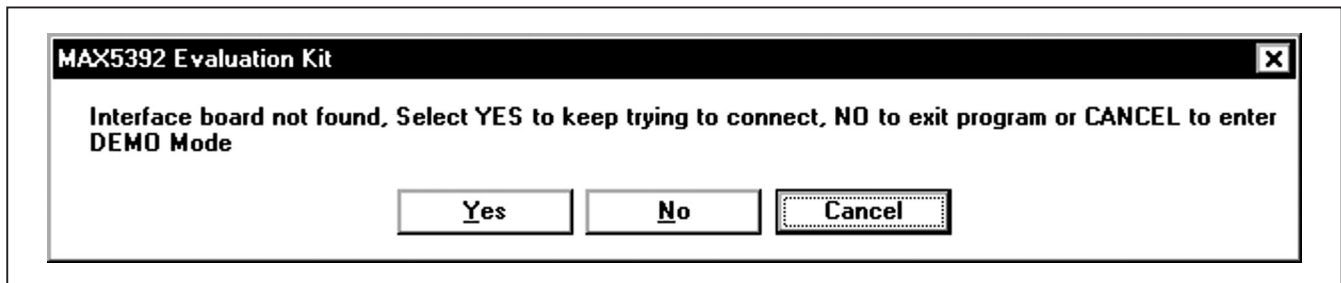 MAX5392 Evaluation Kit
Interface board not found, Select YES to keep trying to connect, NO to exit program or CANCEL to enter
DEMO Mode
Yes
No
Cancel